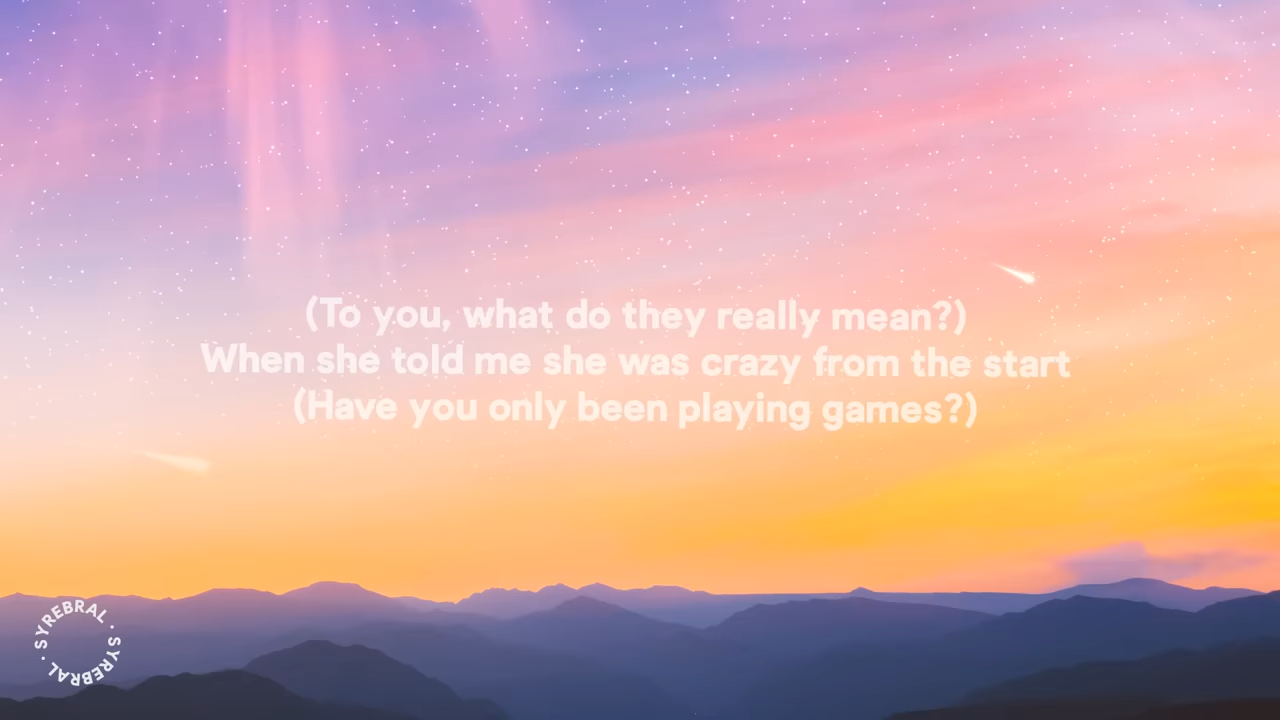 (To you, what do they really mean?)
When she told me she was crazy from the start
(Have you only been playing games?)
SYREBRAL · SYREBRAL ·